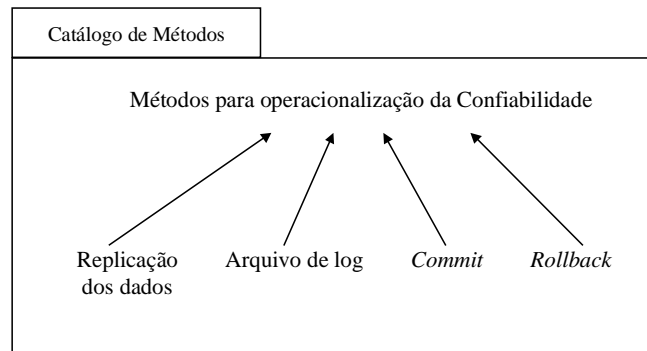 Catálogo de Métodos
Métodos para operacionalização da Confiabilidade
Replicação
dos dados
Arquivo de log
Commit
Rollback